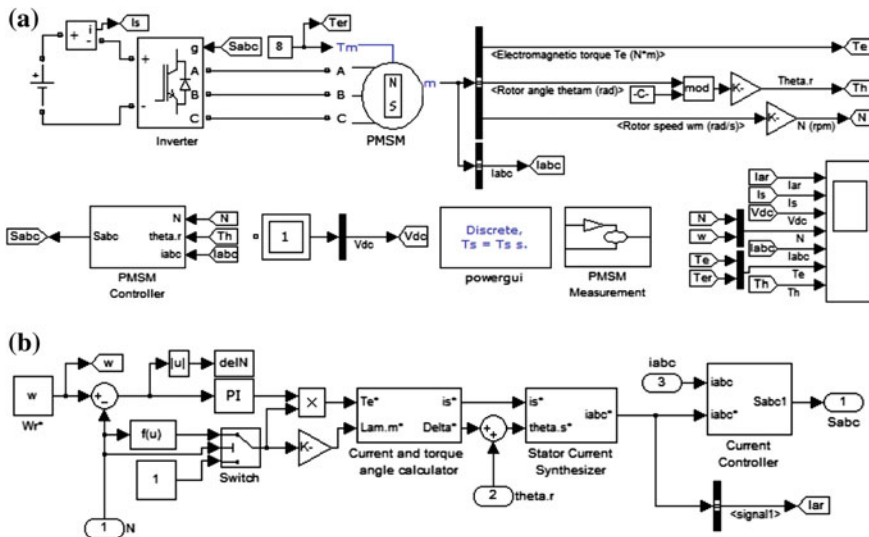 (a)
i
+
-
Is
Sabc
8
Ter
Tm
g
+
-
A
B
C
A
B
C
N
S
m
Inverter
PMSM
<Electromagnetic torque Te (N*m)>
Te
<Rotor angle thetam (rad)>
-C-
mod
K-
Theta.r
Th
<Rotor speed wm (rad/s)>
K-
N (rpm)
N
Iabc
Iabc
Sabc
Sabc
N
theta.r
iabc
N
Th
Iabc
PMSM
Controller
1
Vdc
Vdc
Discrete,
Ts = Ts s.
powergui
PMSM
Measurement
Iar
Is
Vdc
N
w
Iabc
Te
Ter
Th
Iar
Is
Vdc
N
Iabc
Te
Th
(b)
w
Wr*
w
|u|
delN
PI
×
f(u)
1
Switch
K-
1
N
Te*
Lam.m*
is*
Delta*
Current and torque
angle calculator
2
theta.r
is*
theta.s*
iabc*
Stator Current
Synthesizer
iabc
3
iabc
iabc*
Sabc1
Current
Controller
1
Sabc
<signal1>
Iar